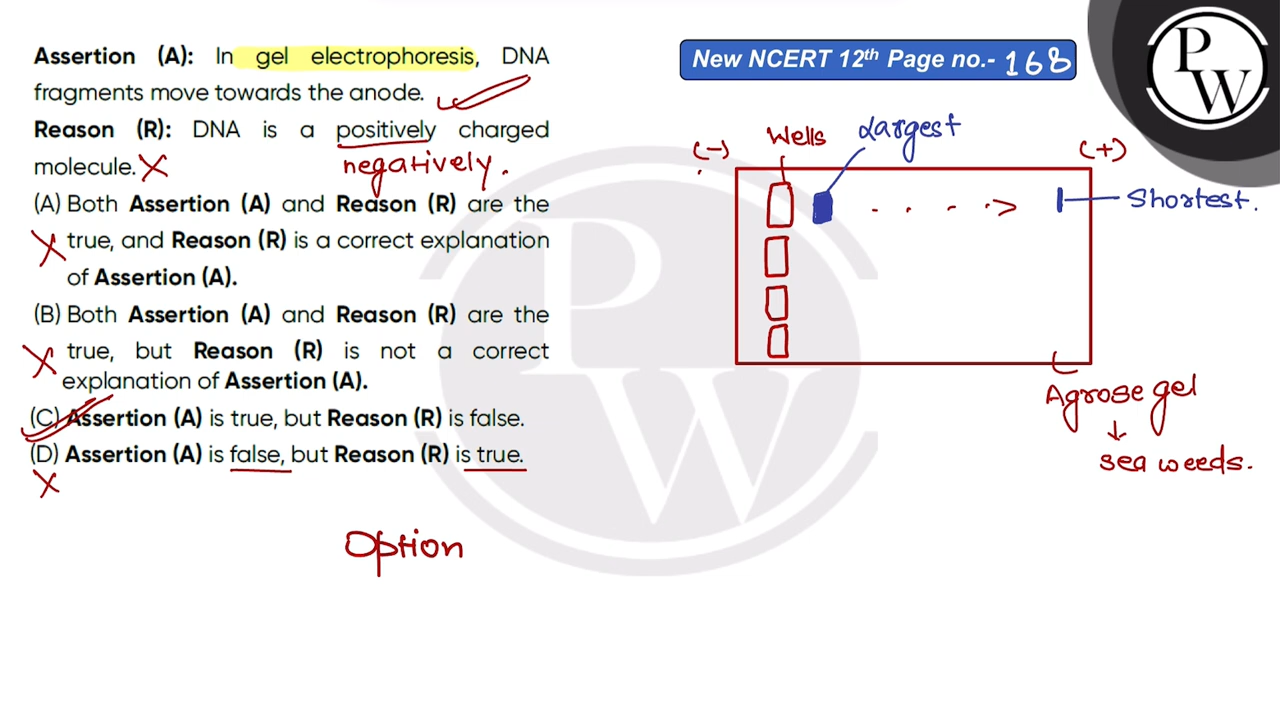 Assertion (A): In gel electrophoresis, DNA
fragments move towards the anode.
Reason (R): DNA is a positively charged
molecule.
negatively.
(A) Both Assertion (A) and Reason (R) are the
true, and Reason (R) is a correct explanation
of Assertion (A).
(B) Both Assertion (A) and Reason (R) are the
true, but Reason (R) is not a correct
explanation of Assertion (A).
(C) Assertion (A) is true, but Reason (R) is false.
(D) Assertion (A) is false, but Reason (R) is true.
Option
New NCERT 12th Page no.- 168
Wells
Largest
(-)
(+)
Shortest.
Agrose gel
sea weeds.
P
W
P
W